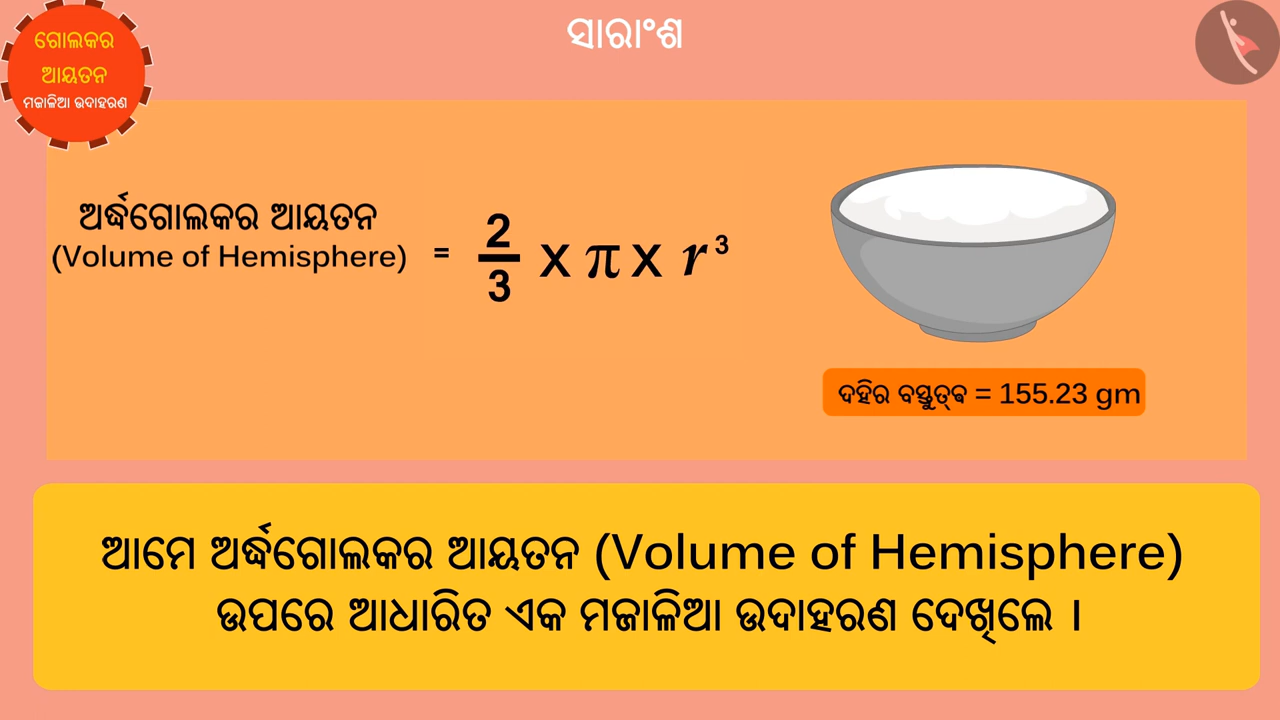 ସାରାଂଶ
ଗୋଲକର
ଆୟତନ
ମଜାଳିଆ ଉଦାହରଣ
ଅର୍ଦ୍ଧଗୋଲକର ଆୟତନ
(Volume of Hemisphere) = 2/3 x π x r³
ଦହିର ବସ୍ତୁତ୍ଵ = 155.23 gm
ଆମେ ଅର୍ଦ୍ଧଗୋଲକର ଆୟତନ (Volume of Hemisphere)
ଉପରେ ଆଧାରିତ ଏକ ମଜାଳିଆ ଉଦାହରଣ ଦେଖିଲେ ।